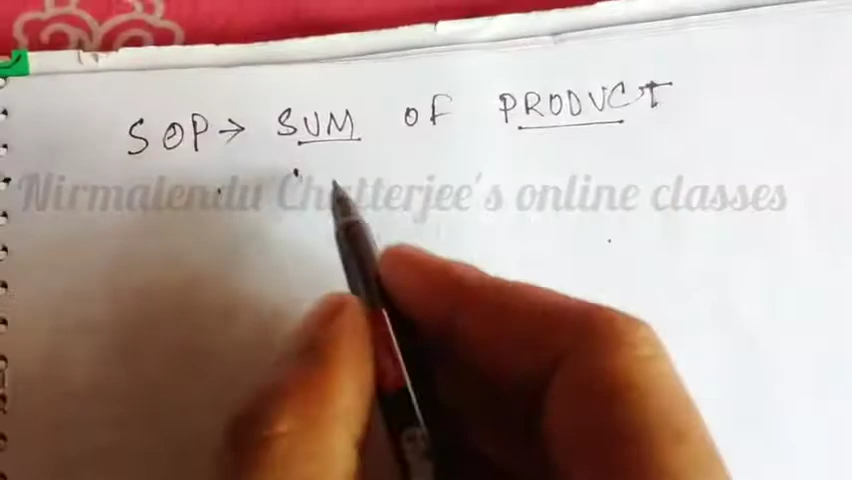 SOP → SUM OF PRODUCT
Nirmalendu Chatterjee's online classes